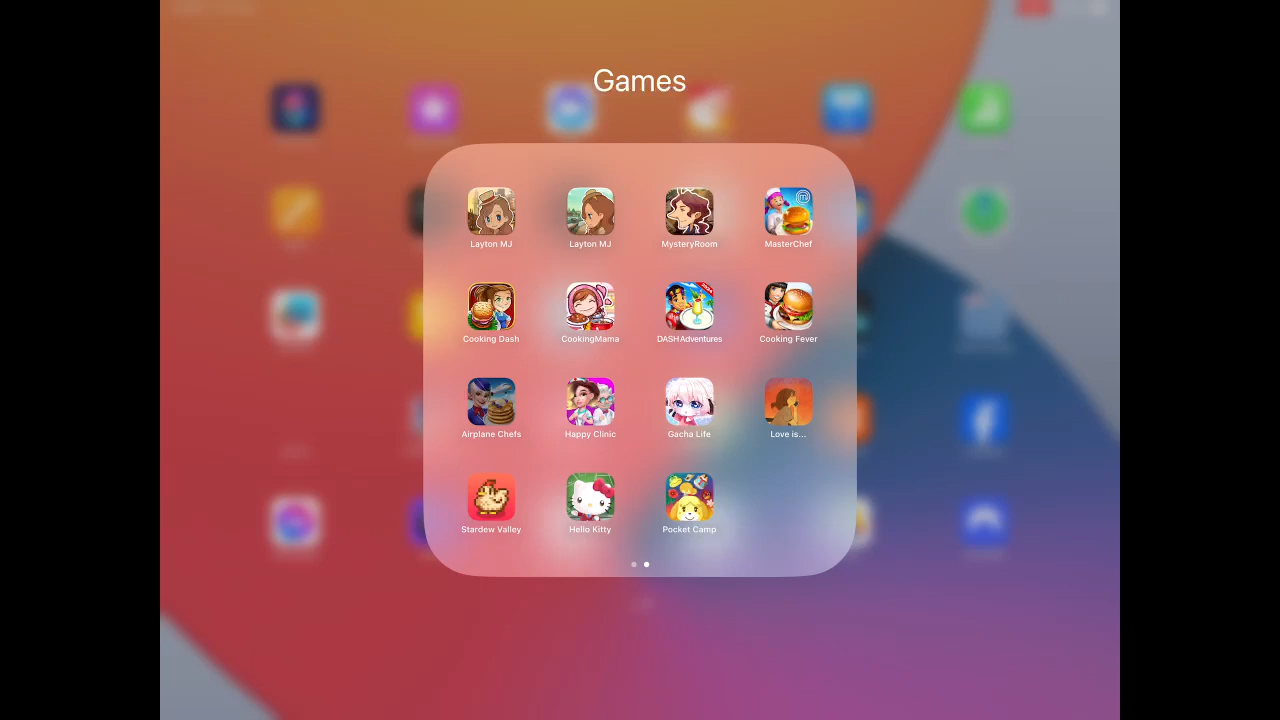 Games
Layton MJ
Layton MJ
MysteryRoom
MasterChef
Cooking Dash
CookingMama
DASHAdventures
Cooking Fever
Airplane Chefs
Happy Clinic
Gacha Life
Love is...
Stardew Valley
Hello Kitty
Pocket Camp